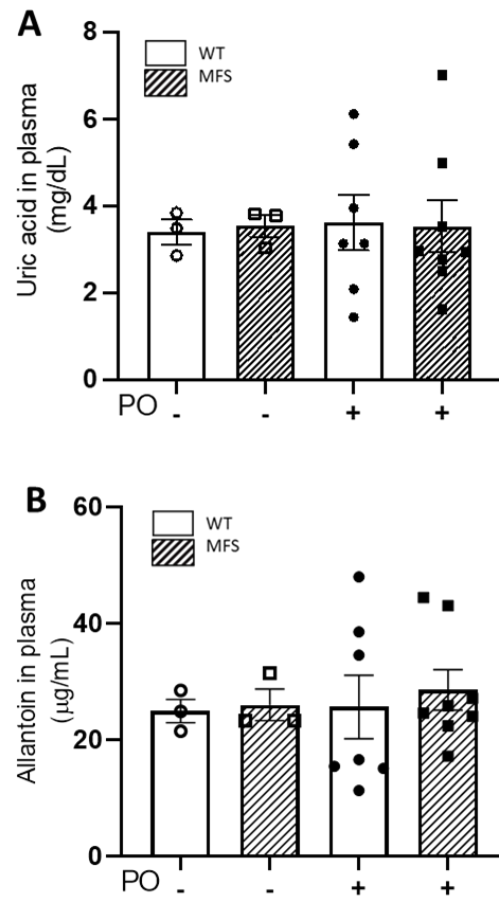 A
8
WT
MFS
6
Uric acid in plasma
(mg/dL)
4
2
0
PO - - + +
B
60
WT
MFS
40
Allantoin in plasma
(µg/mL)
20
0
PO - - + +